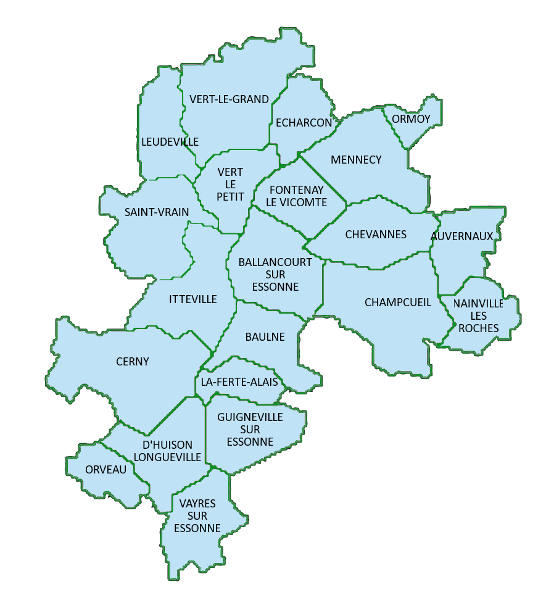 VERT-LE-GRAND
ECHARCON
ORMOY
LEUDEVILLE
MENNECY
VERT
LE
PETIT
FONTENAY
LE VICOMTE
SAINT-VRAIN
CHEVANNES
AUVERNAUX
BALLANCOURT
SUR
ESSONNE
ITTEVILLE
CHAMPCUEIL
NAINVILLE
LES
ROCHES
BAULNE
CERNY
LA-FERTE-ALAIS
GUIGNEVILLE
SUR
ESSONNE
D'HUISON
LONGUEVILLE
ORVEAU
VAYRES
SUR
ESSONNE